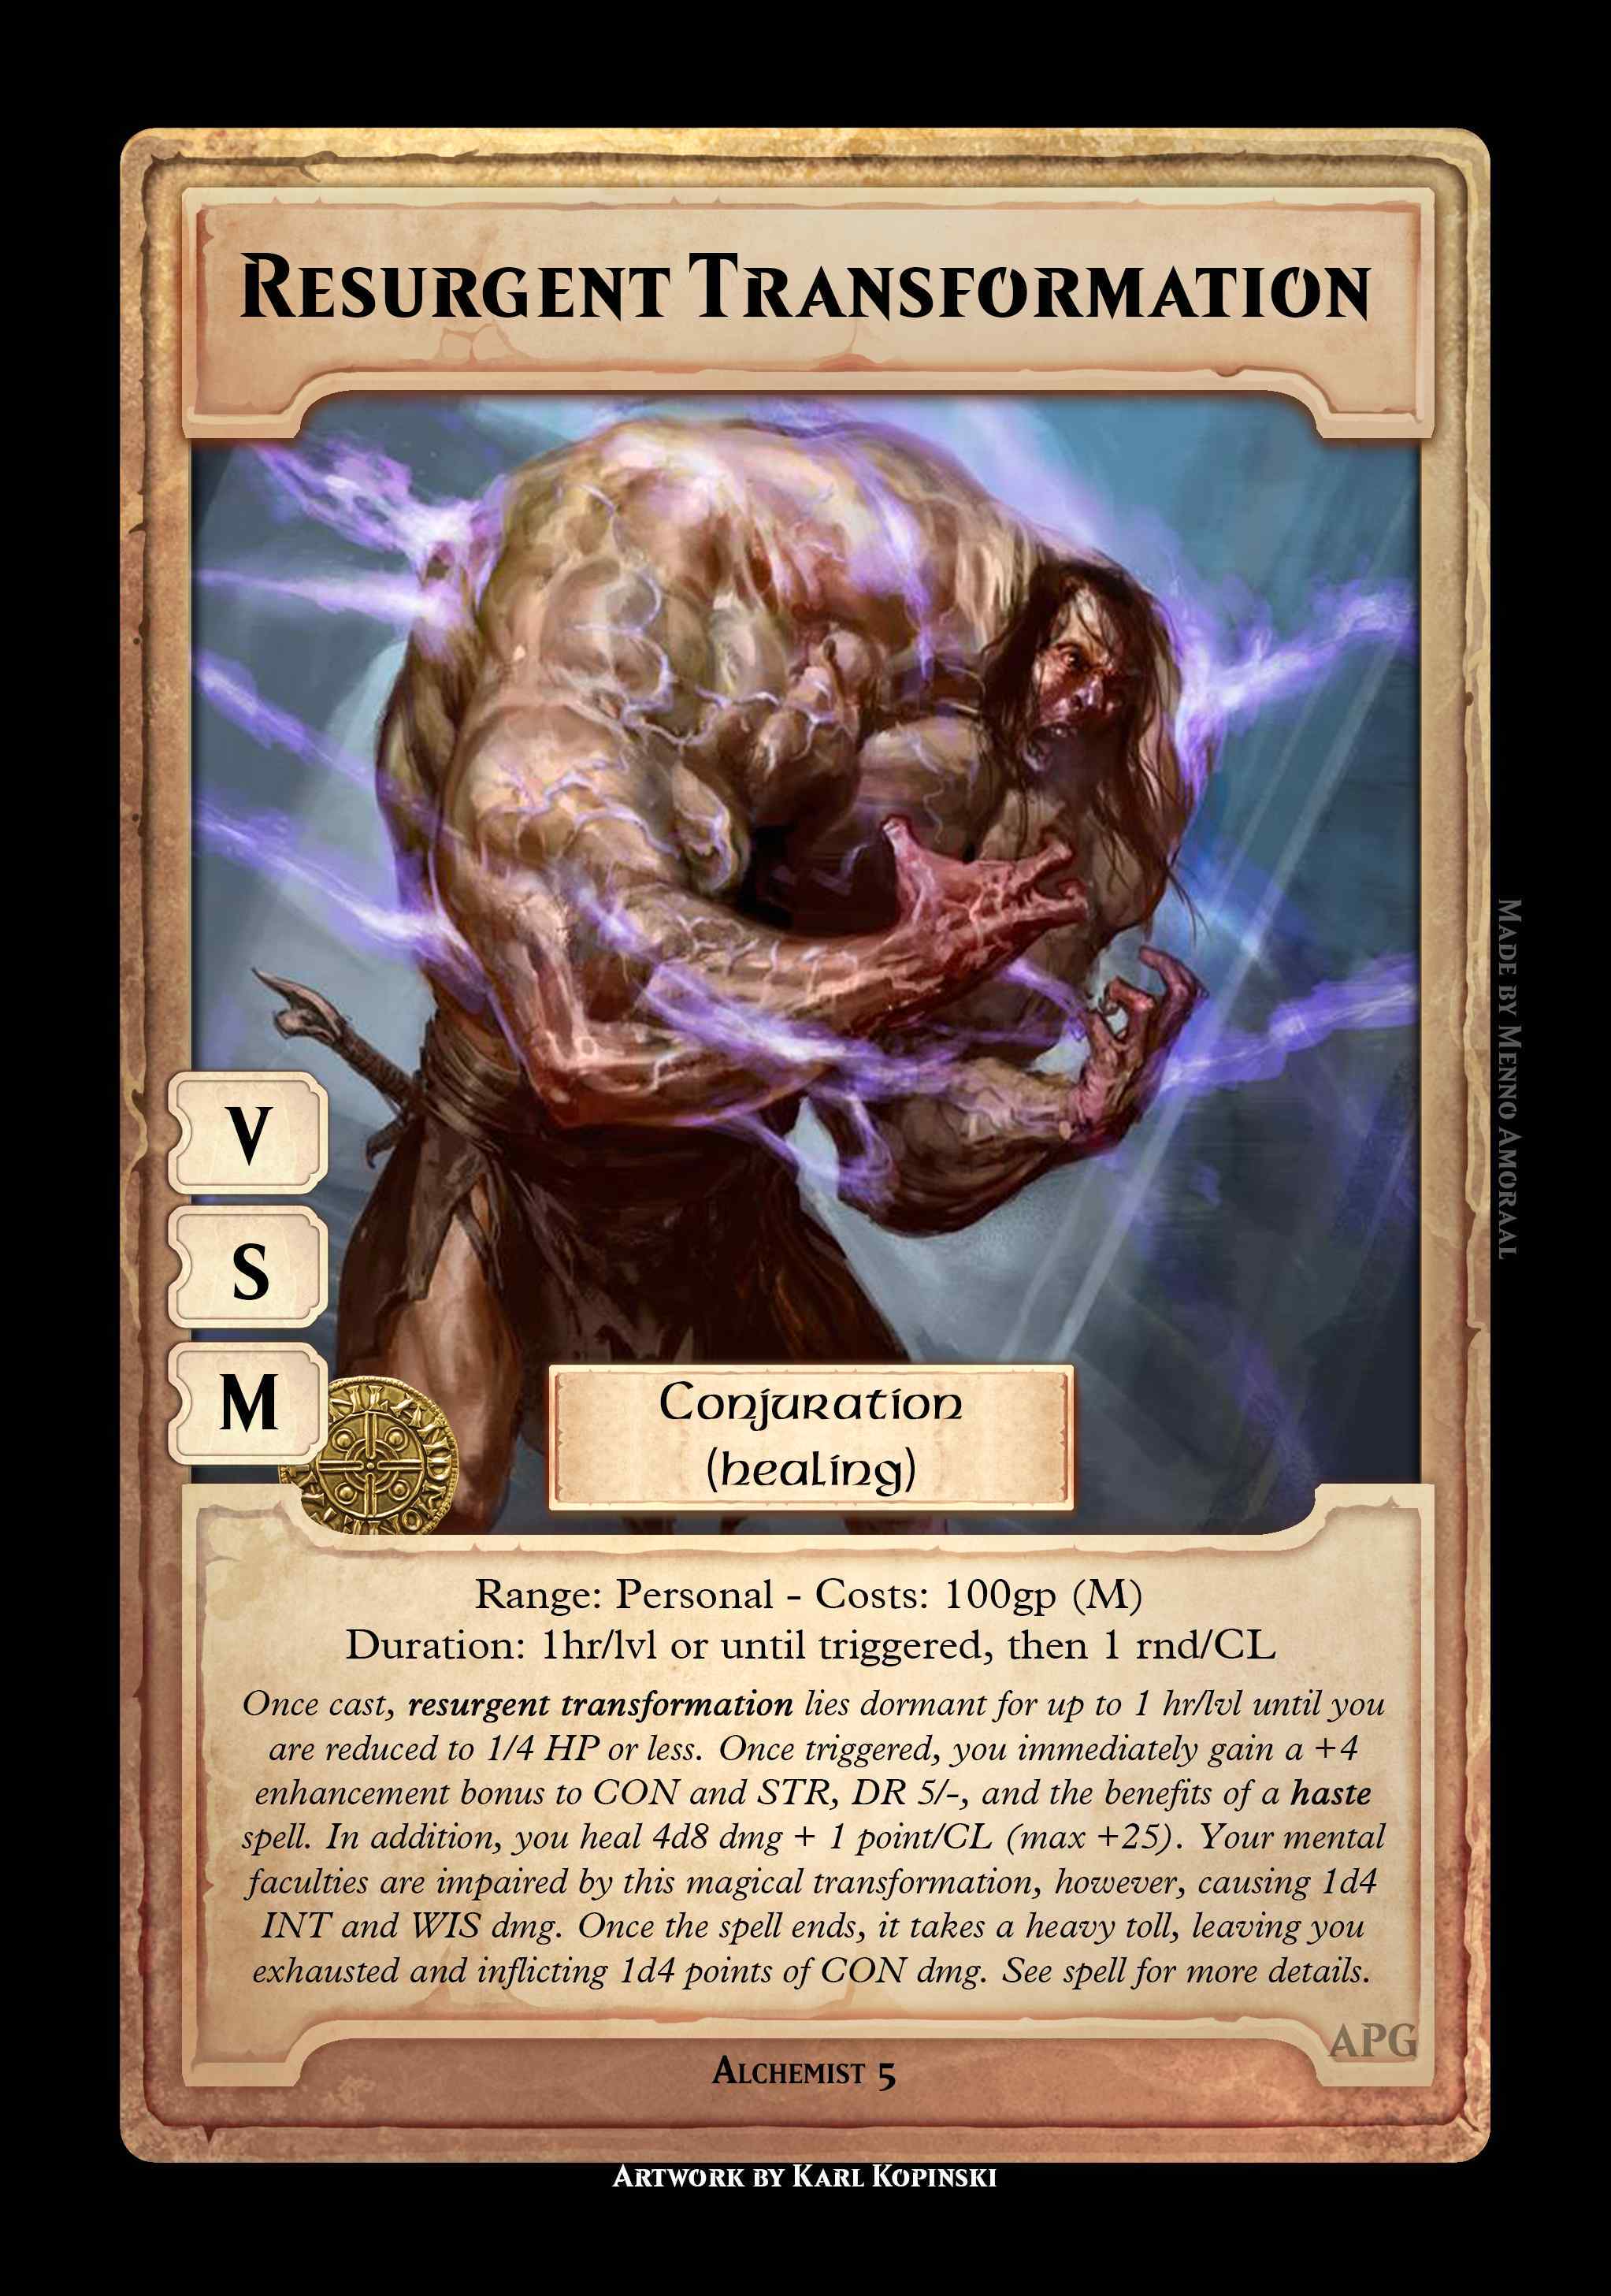 Resurgent Transformation
V
S
M
Conjuration
(healing)
Range: Personal - Costs: 100gp (M)
Duration: 1hr/lvl or until triggered, then 1 rnd/CL
Once cast, resurgent transformation lies dormant for up to 1 hr/lvl until you
are reduced to 1/4 HP or less. Once triggered, you immediately gain a +4
enhancement bonus to CON and STR, DR 5/-, and the benefits of a haste
spell. In addition, you heal 4d8 dmg + 1 point/CL (max +25). Your mental
faculties are impaired by this magical transformation, however, causing 1d4
INT and WIS dmg. Once the spell ends, it takes a heavy toll, leaving you
exhausted and inflicting 1d4 points of CON dmg. See spell for more details.
APG
Alchemist 5
Artwork by Karl Kopinski
Made by Menno Amoraal